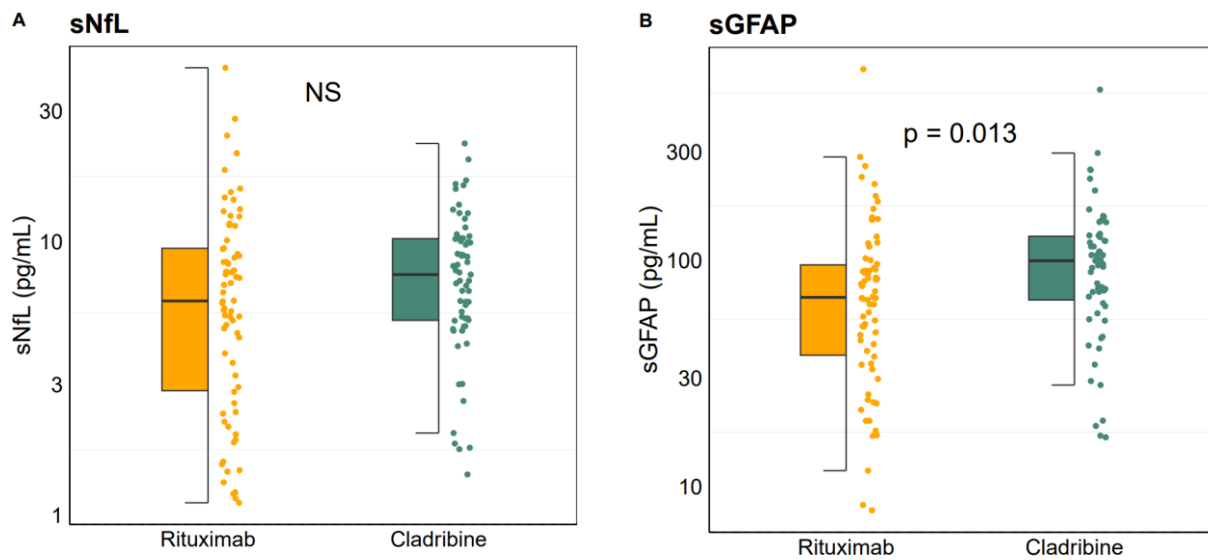 A sNfL
NS
30
10
3
1
sNfL (pg/mL)
Rituximab Cladribine
B sGFAP
p = 0.013
300
100
30
10
sGFAP (pg/mL)
Rituximab Cladribine